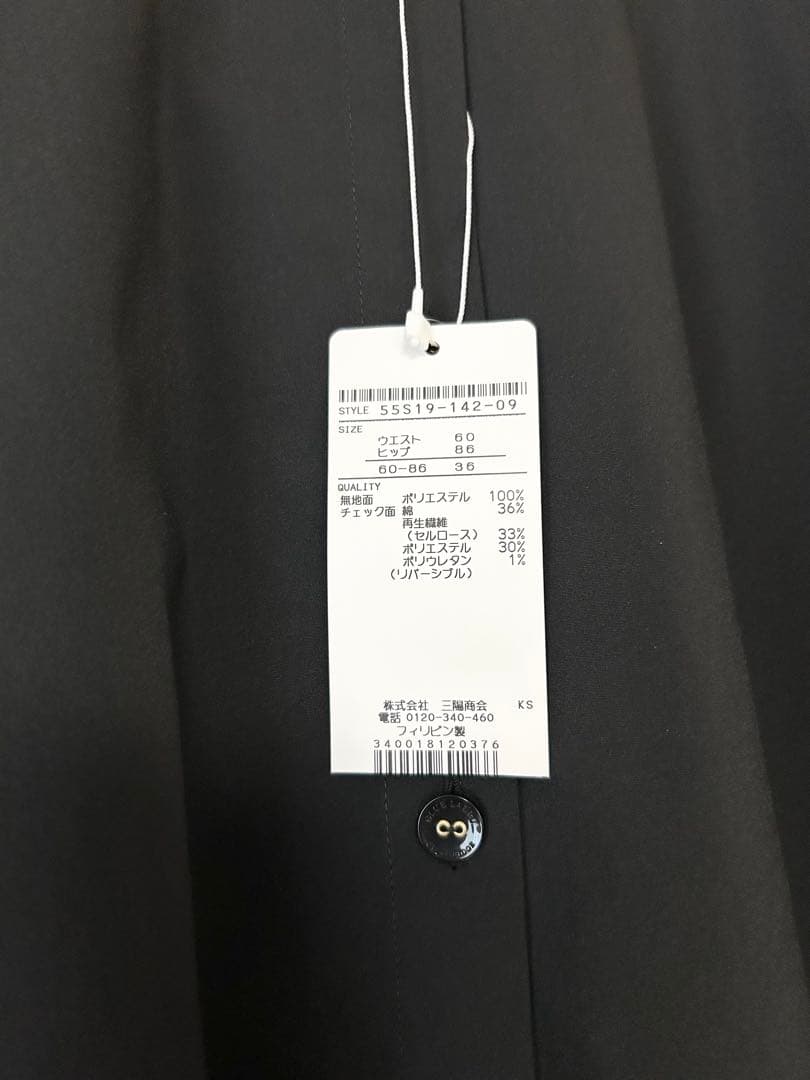 STYLE 55S19-142-09
SIZE
ウエスト 60
ヒップ 86
60-86 36
QUALITY
無地面 ポリエステル 100%
チェック面 綿 36%
再生繊維
(セルロース) 33%
ポリエステル 30%
ポリウレタン 1%
(リバーシブル)
株式会社 三陽商会 KS
電話 0120-340-460
フィリピン製
340018120376
BLUE LABEL